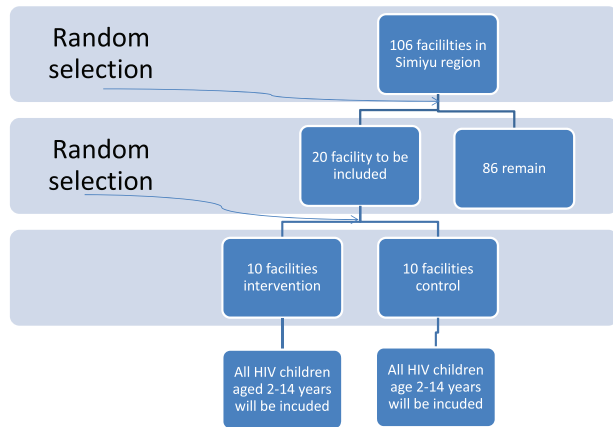 Random
selection
106 facililties in
Simiyu region
Random
selection
20 facility to be
included
86 remain
10 facilities
intervention
10 facilities
control
All HIV children
aged 2-14 years
will be incuded
All HIV children
age 2-14 years
will be incuded